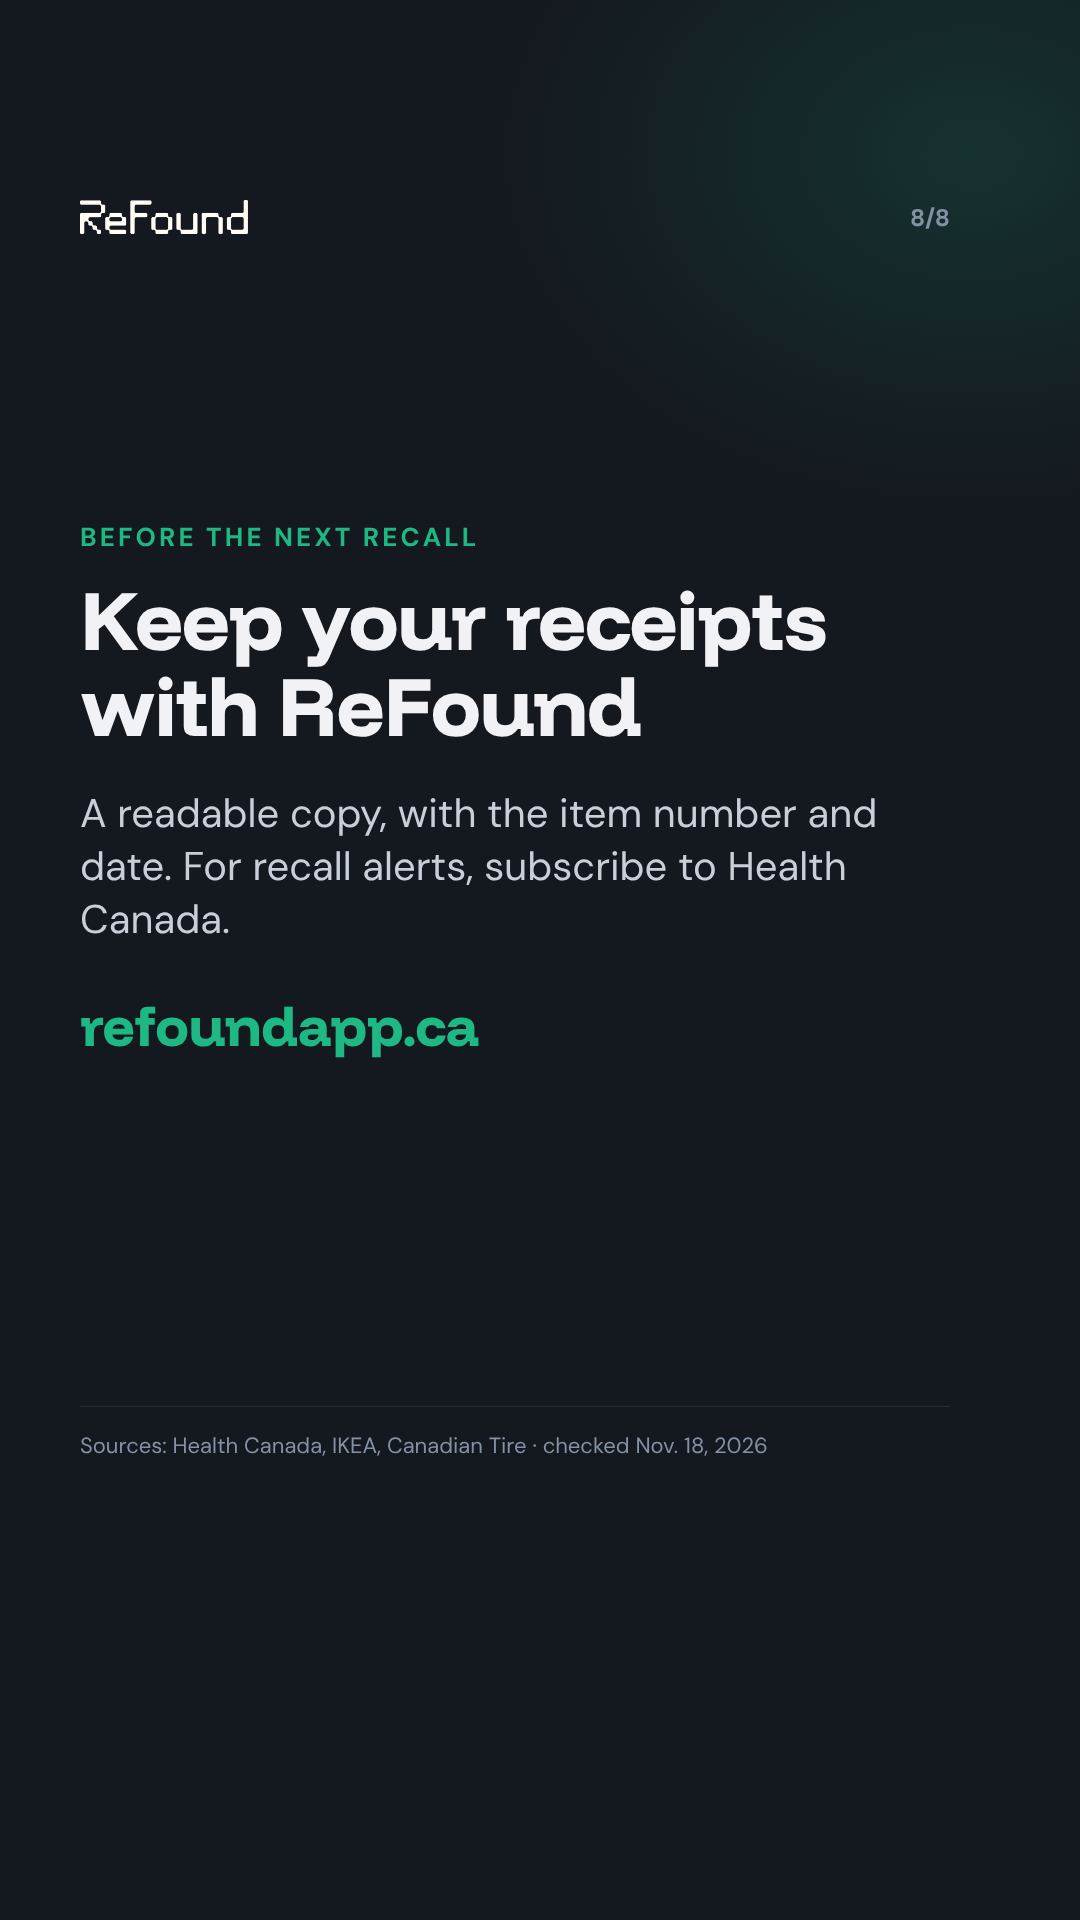 ReFound
8/8
BEFORE THE NEXT RECALL
Keep your receipts
with ReFound
A readable copy, with the item number and
date. For recall alerts, subscribe to Health
Canada.
refoundapp.ca
Sources: Health Canada, IKEA, Canadian Tire · checked Nov. 18, 2026